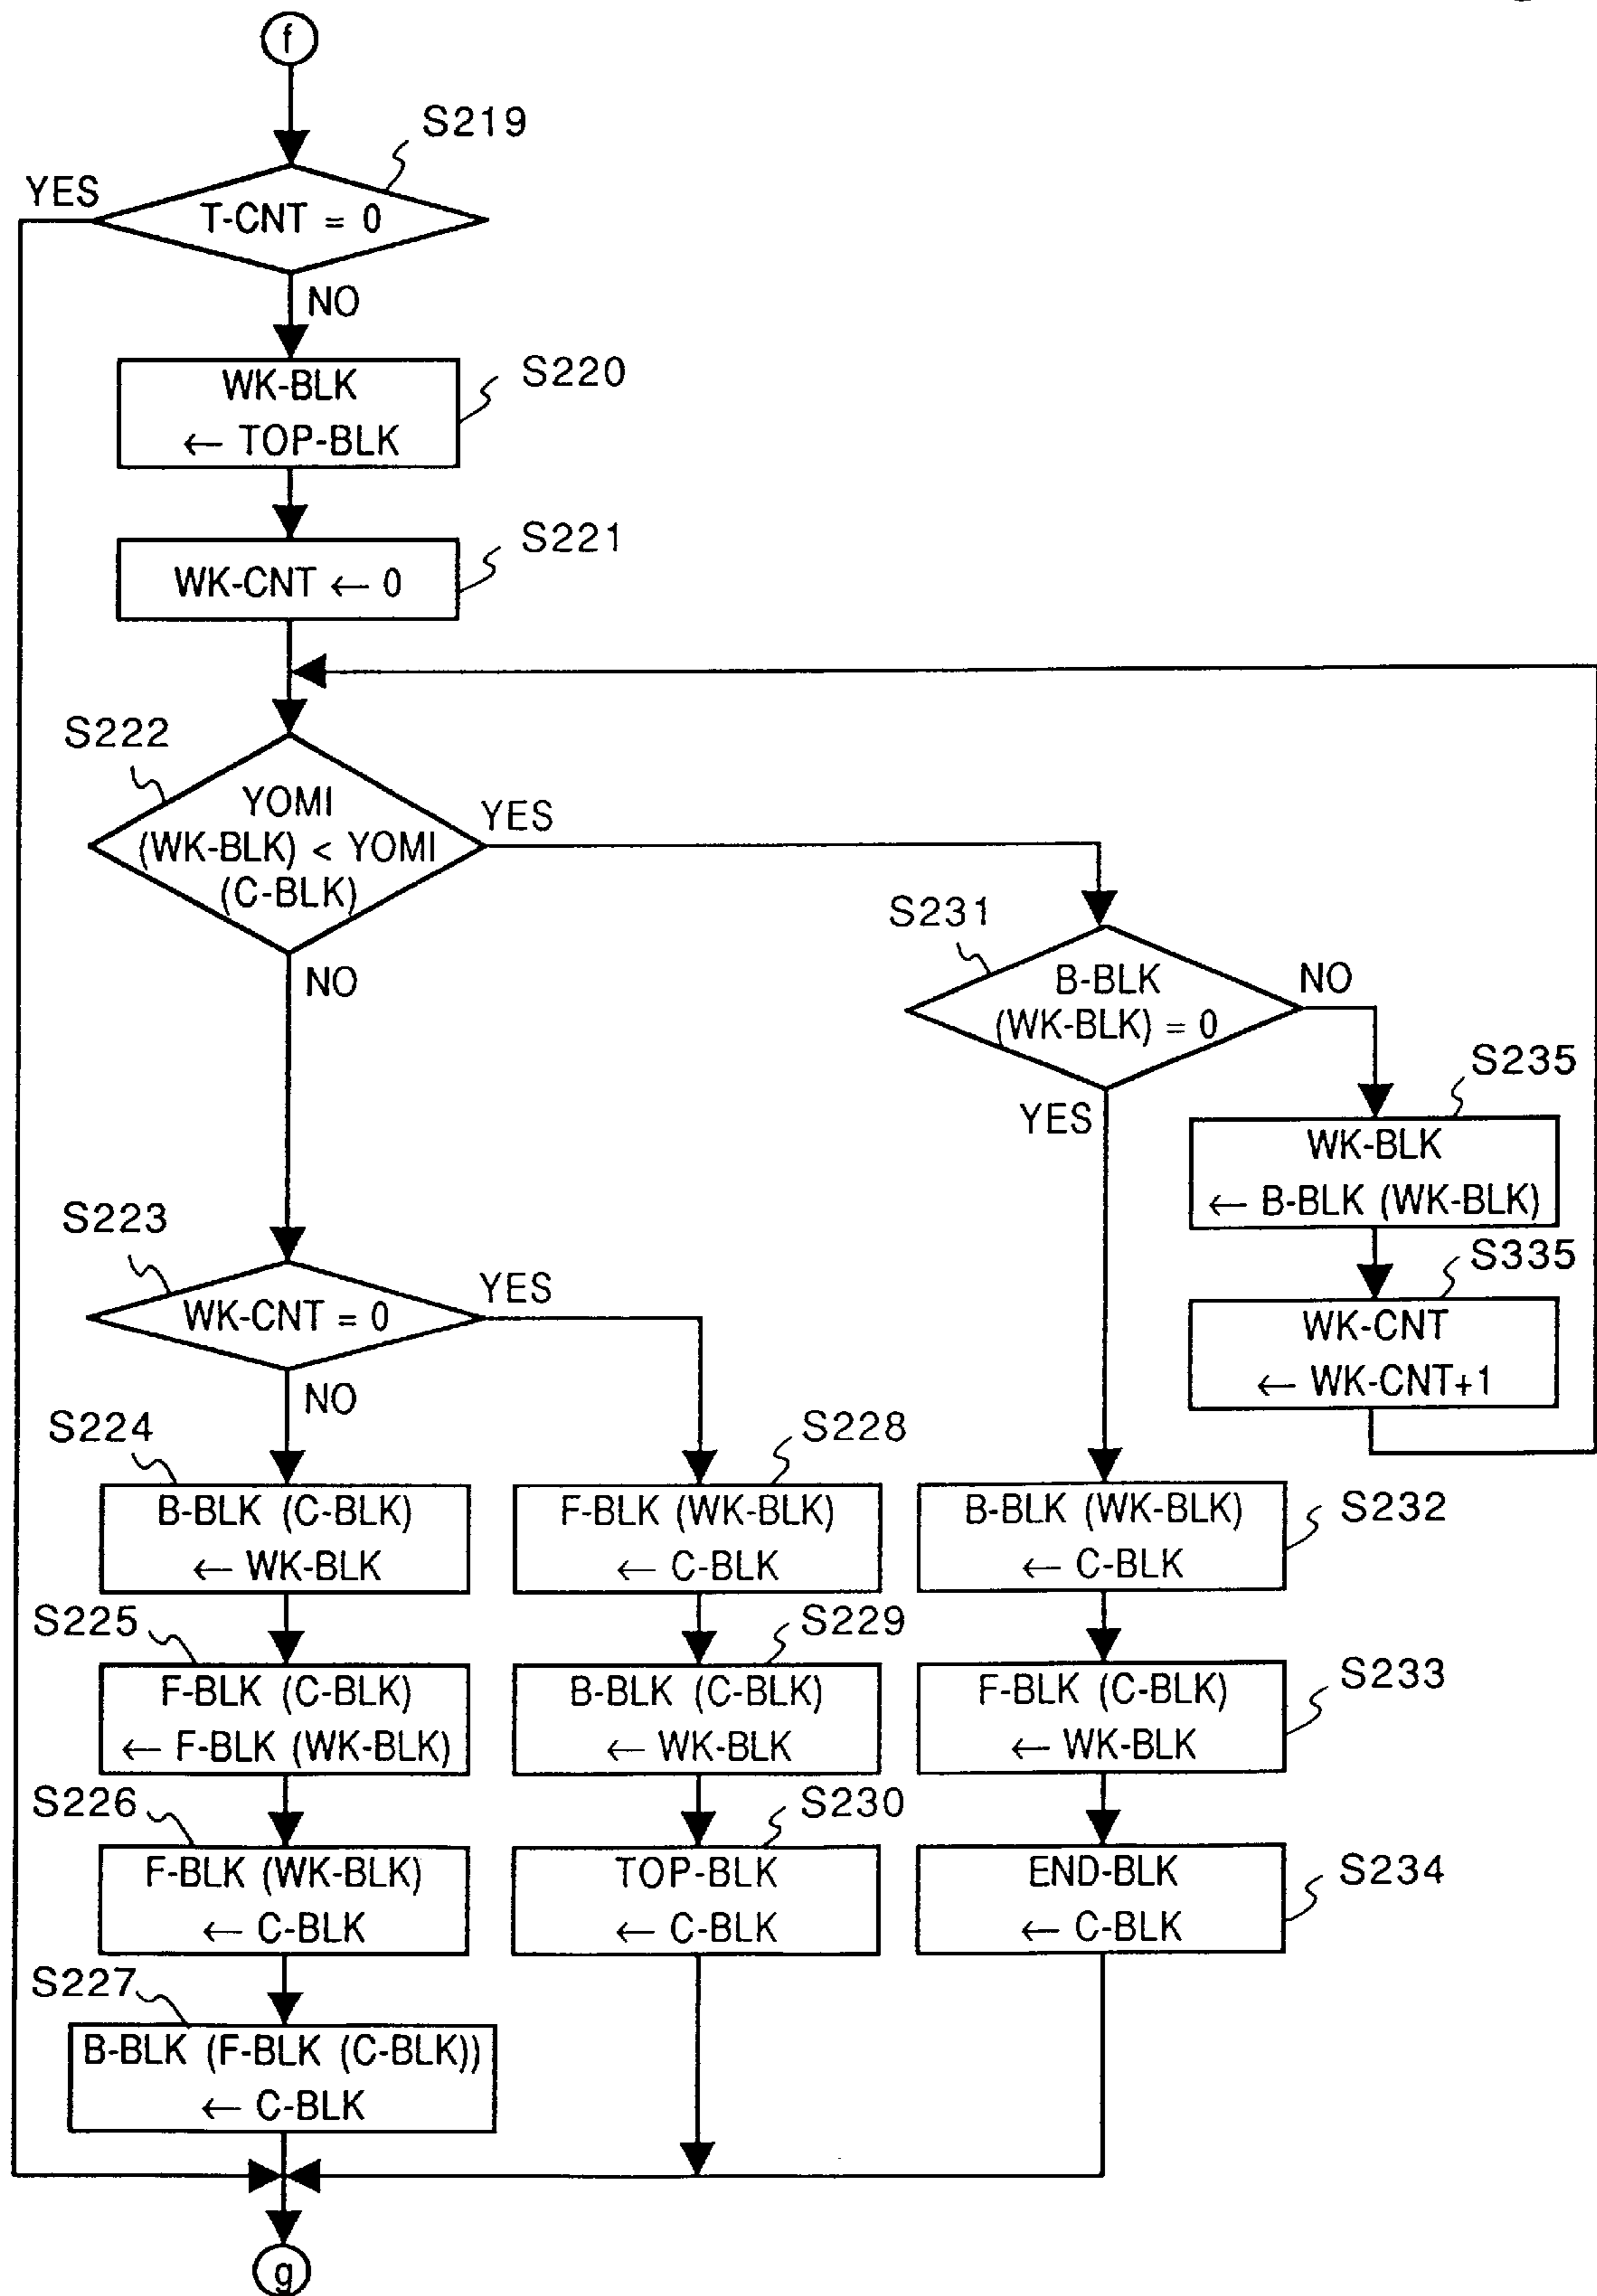 f
S219
YES
T-CNT = 0
NO
S220
WK-BLK
← TOP-BLK
S221
WK-CNT ← 0
S222
YOMI
(WK-BLK) < YOMI
(C-BLK)
YES
NO
S231
B-BLK
(WK-BLK) = 0
NO
YES
S235
WK-BLK
← B-BLK (WK-BLK)
S335
WK-CNT
← WK-CNT+1
S223
WK-CNT = 0
YES
NO
S224
B-BLK (C-BLK)
← WK-BLK
S225
F-BLK (C-BLK)
← F-BLK (WK-BLK)
S226
F-BLK (WK-BLK)
← C-BLK
S227
B-BLK (F-BLK (C-BLK))
← C-BLK
S228
F-BLK (WK-BLK)
← C-BLK
S229
B-BLK (C-BLK)
← WK-BLK
S230
TOP-BLK
← C-BLK
S232
B-BLK (WK-BLK)
← C-BLK
S233
F-BLK (C-BLK)
← WK-BLK
S234
END-BLK
← C-BLK
g